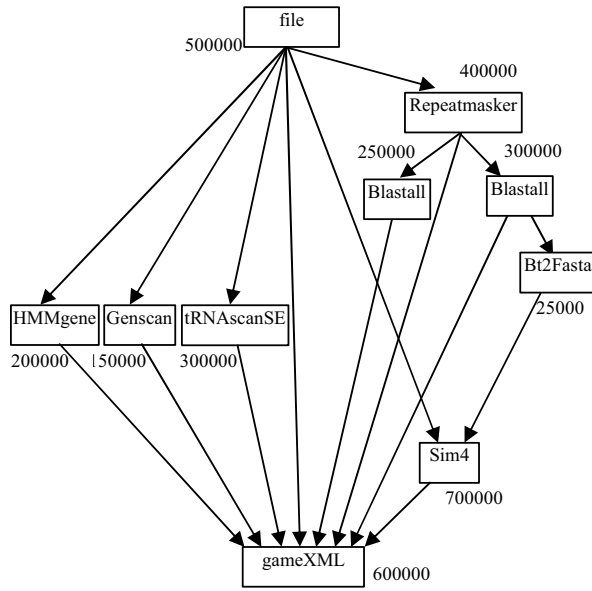 file
500000
400000
Repeatmasker
250000
300000
Blastall
Blastall
Bt2Fasta
25000
HMMgene
Genscan
tRNAscanSE
200000
150000
300000
Sim4
700000
gameXML
600000